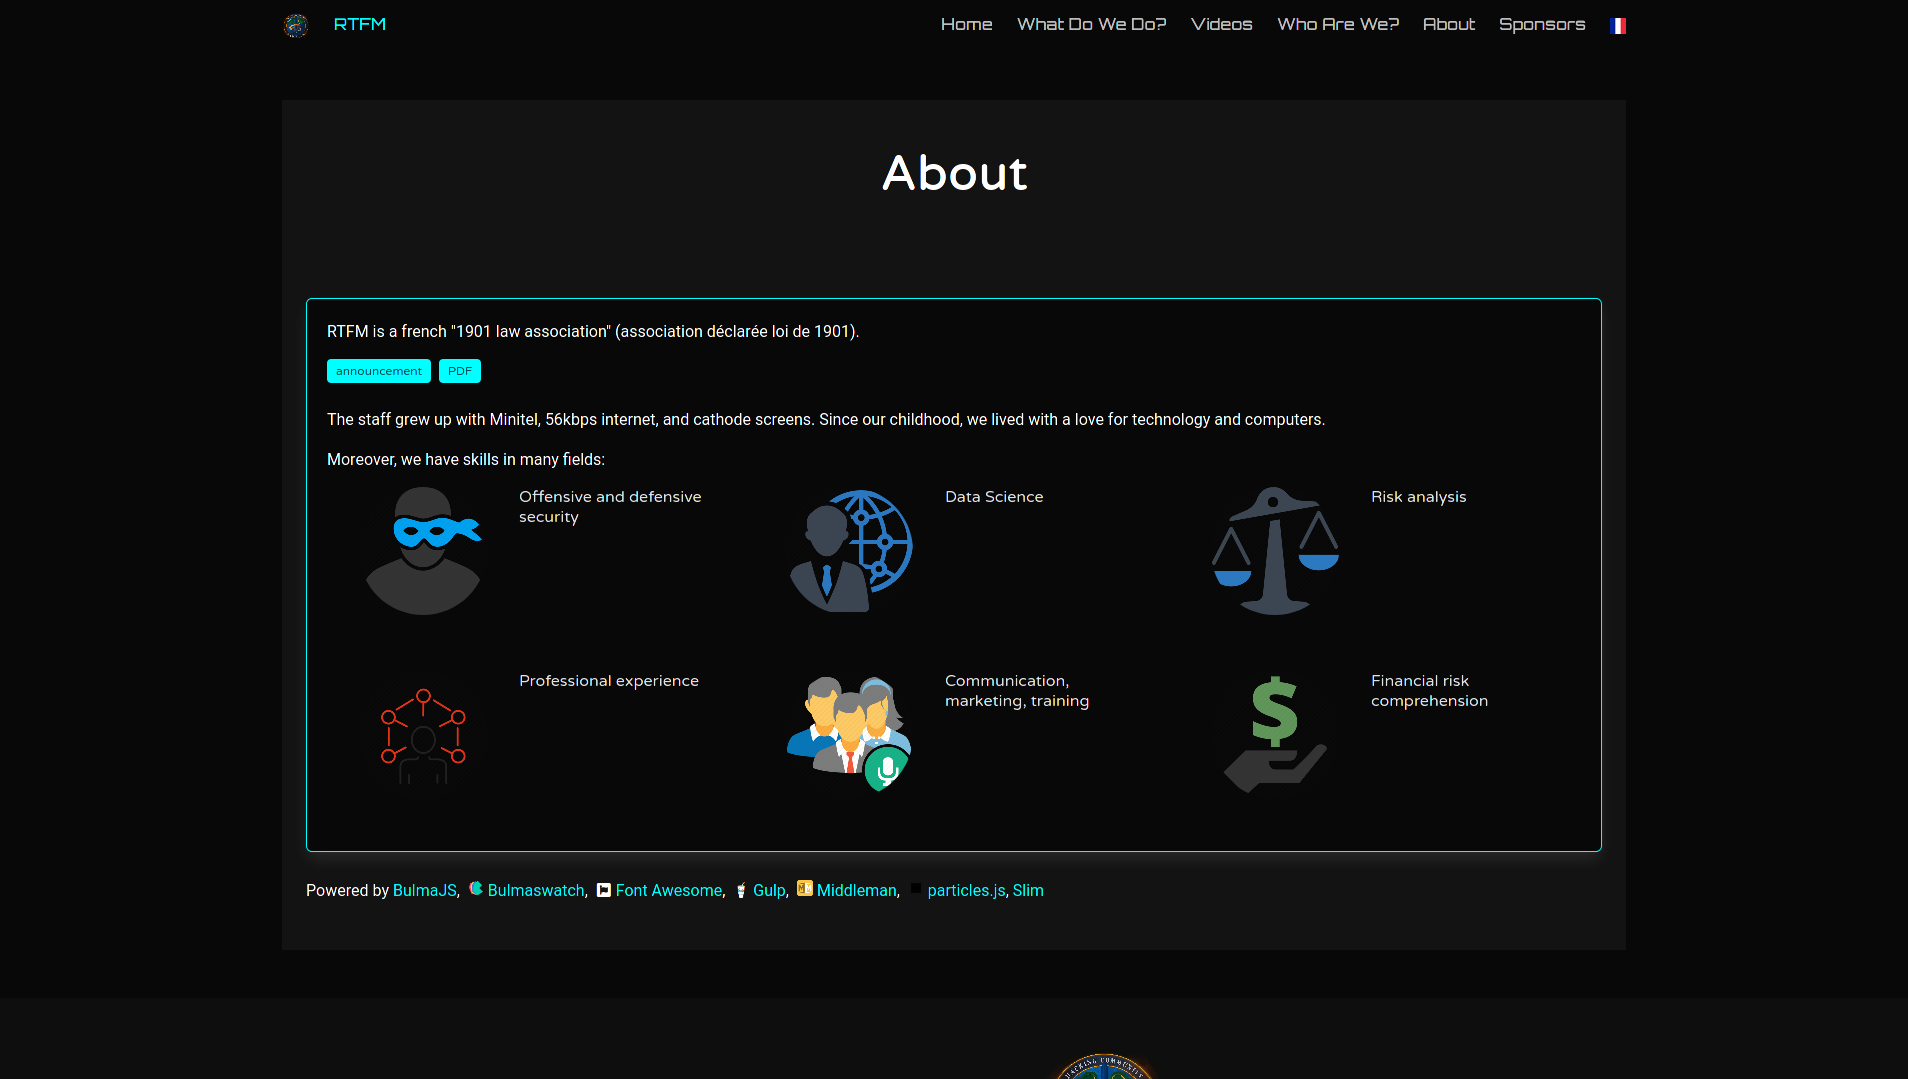 RTFM Home What Do We Do? Videos Who Are We? About Sponsors
About
RTFM is a french "1901 law association" (association déclarée loi de 1901).
announcement PDF
The staff grew up with Minitel, 56kbps internet, and cathode screens. Since our childhood, we lived with a love for technology and computers.
Moreover, we have skills in many fields:
Offensive and defensive
security
Data Science
Risk analysis
Professional experience
Communication,
marketing, training
Financial risk
comprehension
Powered by BulmaJS, Bulmaswatch, Font Awesome, Gulp, Middleman, particles.js, Slim
HACKING COMMUNITY